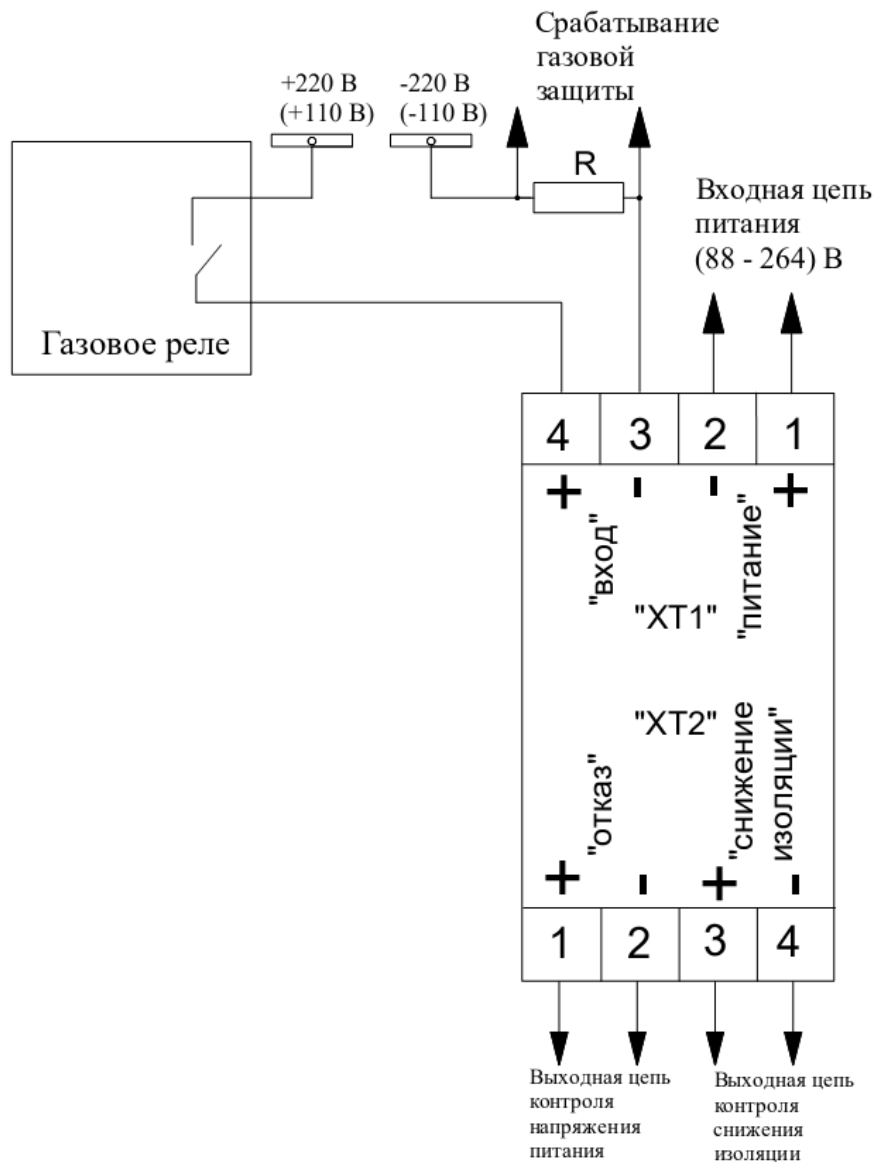 Срабатывание
газовой
защиты
+220 В
(+110 В)
-220 В
(-110 В)
R
Входная цепь
питания
(88 - 264) В
Газовое реле
4 3 2 1
+ - - +
"вход"
"питание"
"XT1"
"XT2"
"отказ"
"снижение
изоляции"
+ - + -
1 2 3 4
Выходная цепь
контроля
напряжения
питания
Выходная цепь
контроля
снижения
изоляции